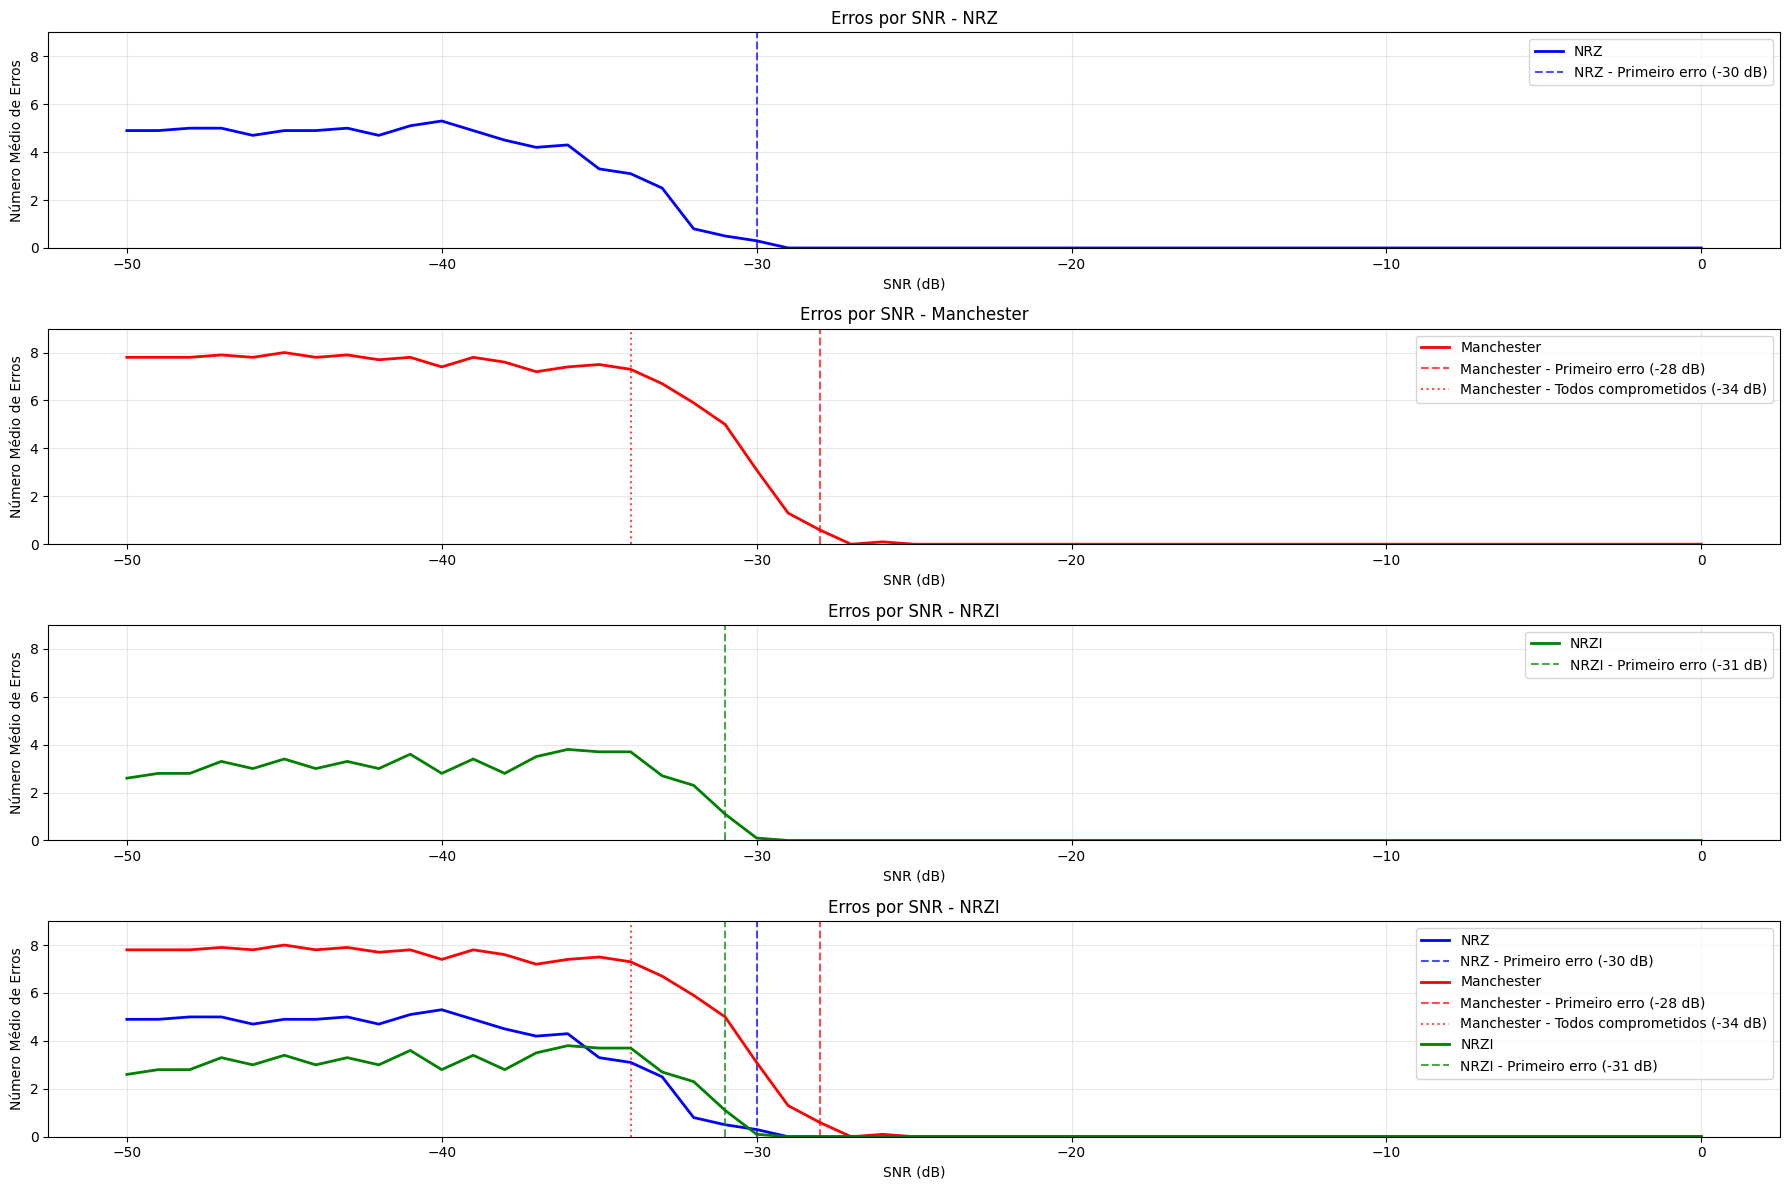 Erros por SNR - NRZ
Número Médio de Erros
8
6
4
2
0
NRZ
NRZ - Primeiro erro (-30 dB)
−50
−40
−30
−20
−10
0
SNR (dB)
Erros por SNR - Manchester
Número Médio de Erros
8
6
4
2
0
Manchester
Manchester - Primeiro erro (-28 dB)
Manchester - Todos comprometidos (-34 dB)
−50
−40
−30
−20
−10
0
SNR (dB)
Erros por SNR - NRZI
Número Médio de Erros
8
6
4
2
0
NRZI
NRZI - Primeiro erro (-31 dB)
−50
−40
−30
−20
−10
0
SNR (dB)
Erros por SNR - NRZI
Número Médio de Erros
8
6
4
2
0
NRZ
NRZ - Primeiro erro (-30 dB)
Manchester
Manchester - Primeiro erro (-28 dB)
Manchester - Todos comprometidos (-34 dB)
NRZI
NRZI - Primeiro erro (-31 dB)
−50
−40
−30
−20
−10
0
SNR (dB)